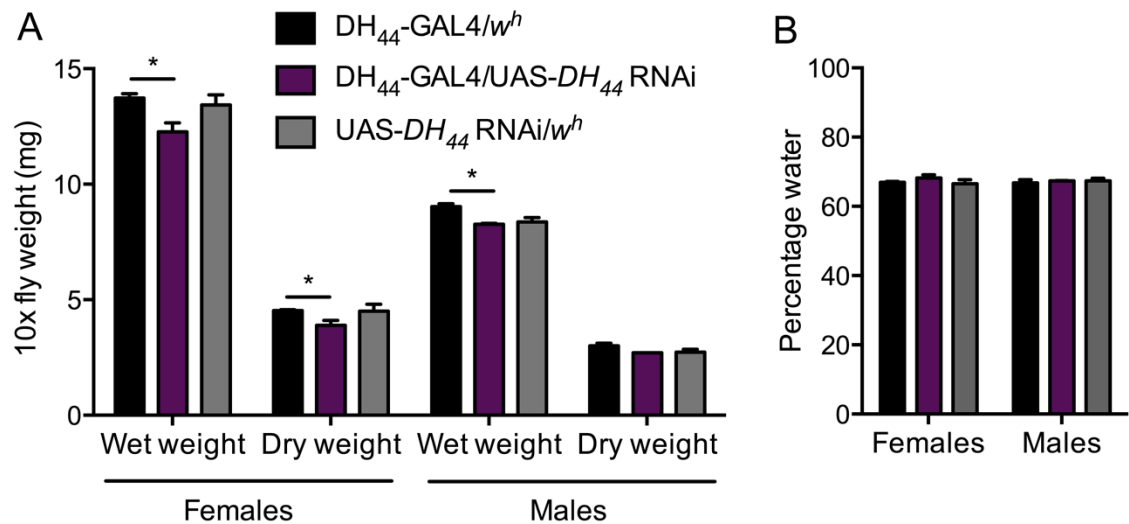 A
DH₄₄-GAL4/wʰ
DH₄₄-GAL4/UAS-DH₄₄ RNAi
UAS-DH₄₄ RNAi/wʰ
10x fly weight (mg)
15
10
5
0
*
*
*
Wet weight Dry weight Wet weight Dry weight
Females Males
B
Percentage water
100
80
60
40
20
0
Females Males